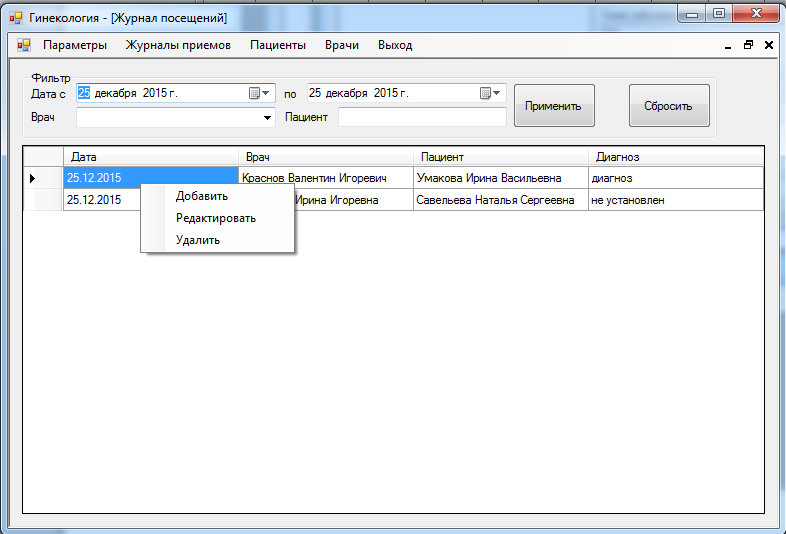 Гинекология - [Журнал посещений]
Параметры Журналы приемов Пациенты Врачи Выход
Фильтр
Дата с 25 декабря 2015 г. по 25 декабря 2015 г. Применить Сбросить
Врач Пациент
Дата Врач Пациент Диагноз
25.12.2015 Краснов Валентин Игоревич Умакова Ирина Васильевна диагноз
25.12.2015 Ирина Игоревна Савельева Наталья Сергеевна не установлен
Добавить
Редактировать
Удалить